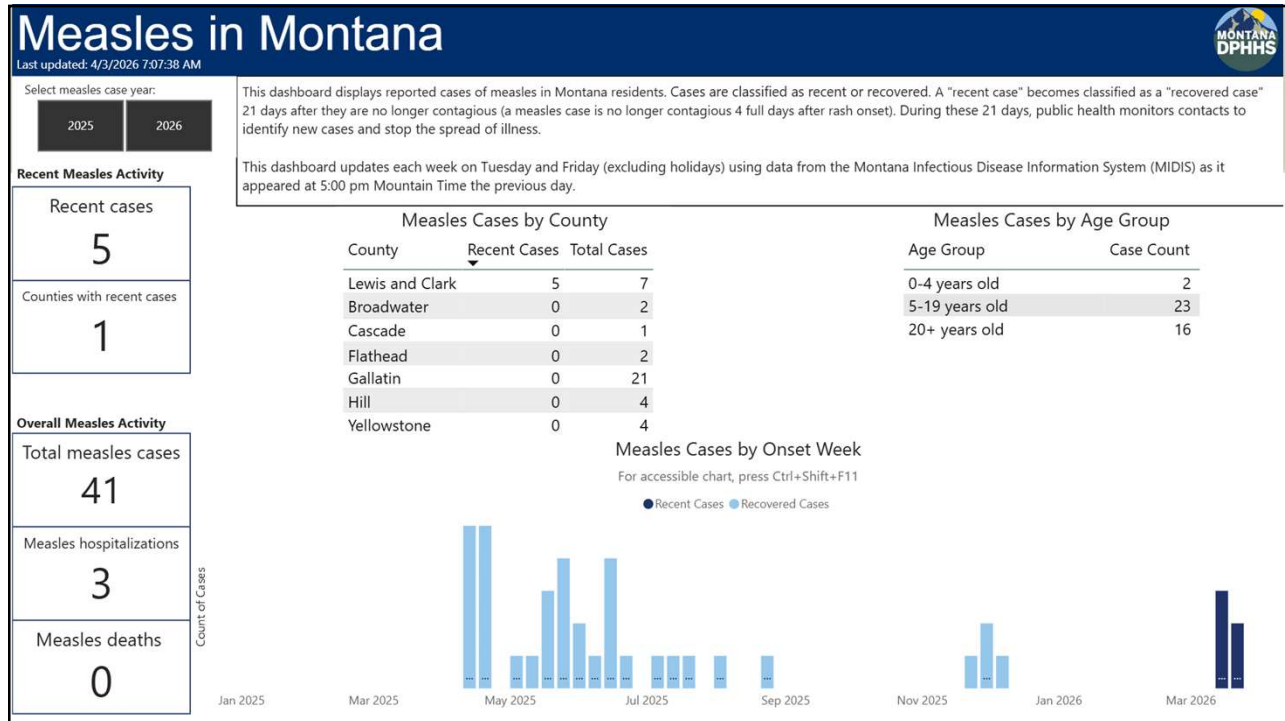 Measles in Montana
Last updated: 4/3/2026 7:07:38 AM
MONTANA
DPHHS
Select measles case year:
2025
2026
This dashboard displays reported cases of measles in Montana residents. Cases are classified as recent or recovered. A "recent case" becomes classified as a "recovered case"
21 days after they are no longer contagious (a measles case is no longer contagious 4 full days after rash onset). During these 21 days, public health monitors contacts to
identify new cases and stop the spread of illness.
This dashboard updates each week on Tuesday and Friday (excluding holidays) using data from the Montana Infectious Disease Information System (MIDIS) as it
appeared at 5:00 pm Mountain Time the previous day.
Recent Measles Activity
Recent cases
5
Counties with recent cases
1
Overall Measles Activity
Total measles cases
41
Measles hospitalizations
3
Measles deaths
0
Measles Cases by County
County Recent Cases Total Cases
Lewis and Clark 5 7
Broadwater 0 2
Cascade 0 1
Flathead 0 2
Gallatin 0 21
Hill 0 4
Yellowstone 0 4
Measles Cases by Age Group
Age Group Case Count
0-4 years old 2
5-19 years old 23
20+ years old 16
Measles Cases by Onset Week
For accessible chart, press Ctrl+Shift+F11
Recent Cases Recovered Cases
Count of Cases
... ... ... ... ... ... ... ... ... ... ... ... ... ... ... ... ... ...
Jan 2025 Mar 2025 May 2025 Jul 2025 Sep 2025 Nov 2025 Jan 2026 Mar 2026